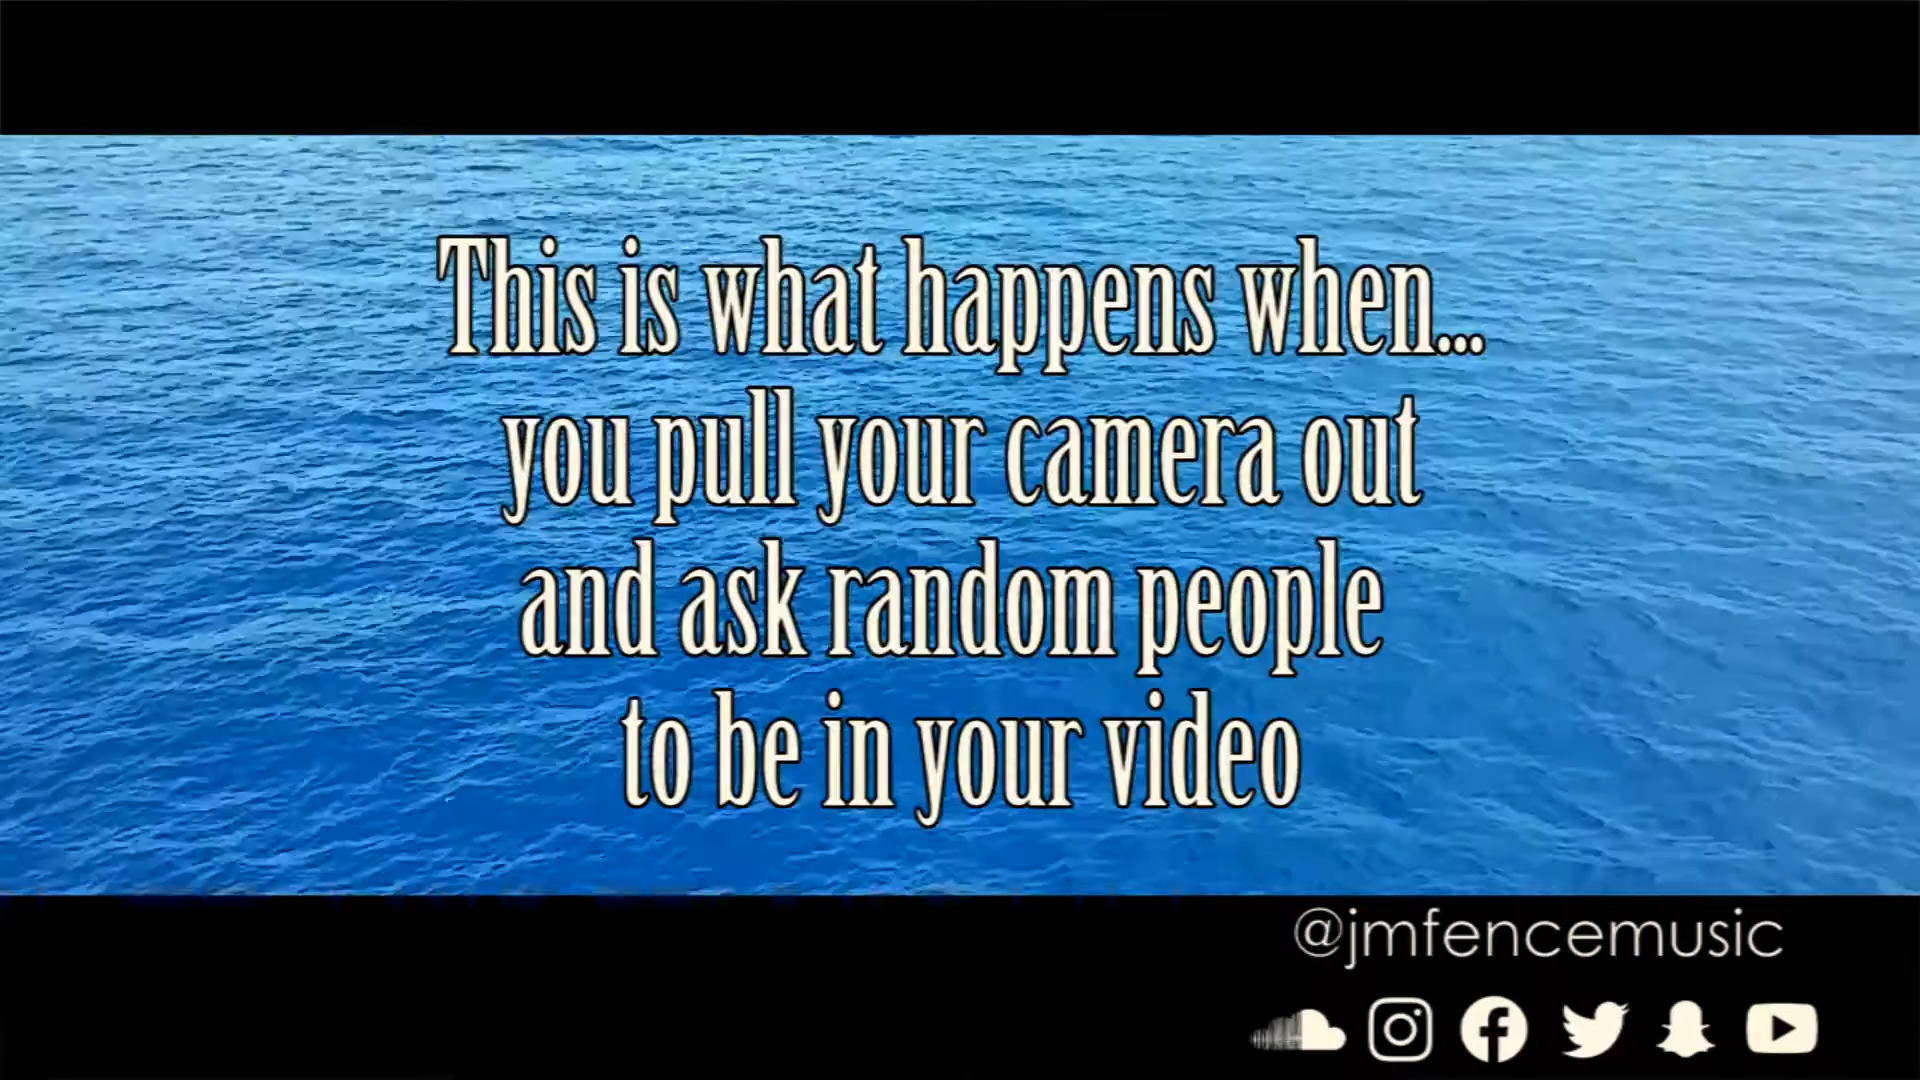 This is what happens when...
you pull your camera out
and ask random people
to be in your video
@jmfencemusic